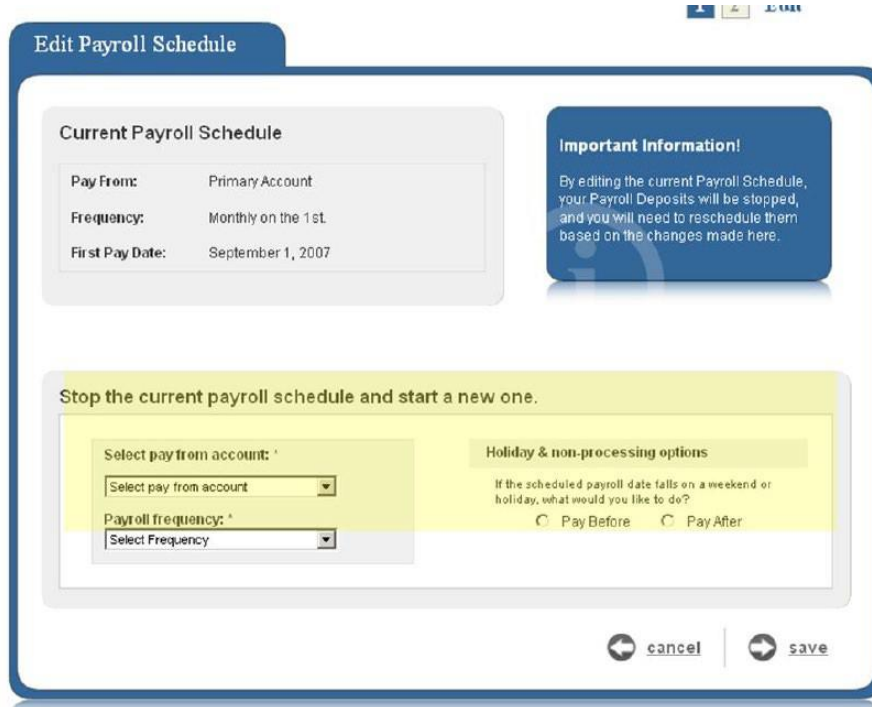 1 2 Edit
Edit Payroll Schedule
Current Payroll Schedule
Pay From: Primary Account
Frequency: Monthly on the 1st.
First Pay Date: September 1, 2007
Important Information!
By editing the current Payroll Schedule,
your Payroll Deposits will be stopped,
and you will need to reschedule them
based on the changes made here.
Stop the current payroll schedule and start a new one.
Select pay from account: *
Select pay from account
Payroll frequency: *
Select Frequency
Holiday & non-processing options
If the scheduled payroll date falls on a weekend or
holiday, what would you like to do?
Pay Before Pay After
cancel save